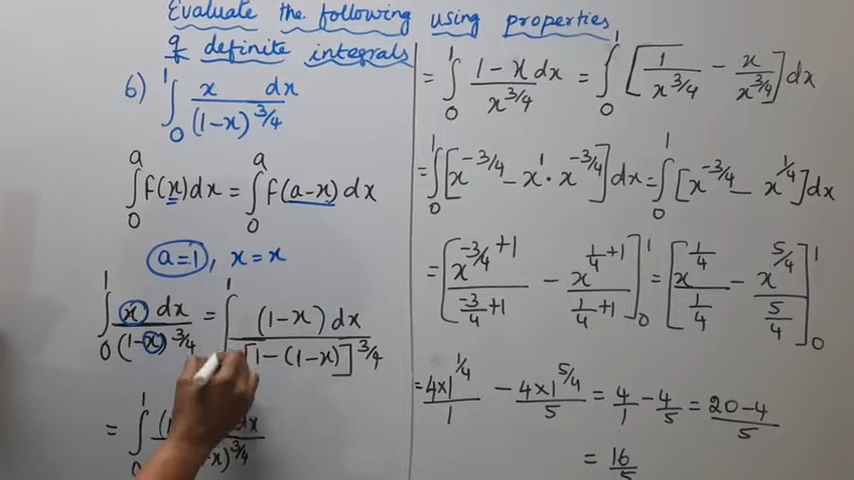 Evaluate the following using properties
of definite integrals
6) ∫₀¹ x dx / (1-x)^3/4
∫₀ᵃ f(x)dx = ∫₀ᵃ f(a-x) dx
a=1, x=x
∫₀¹ x dx / (1-x)^3/4 = ∫¹ (1-x) dx / [1-(1-x)]^3/4
= ∫₀¹ dx / x)^3/4
= ∫₀¹ 1-x dx / x^3/4 = ∫₀¹ [1/x^3/4 - x/x^3/4] dx
= ∫₀¹ [x^-3/4 - x¹·x^-3/4] dx = ∫₀¹ [x^-3/4 - x^1/4] dx
= [x^-3/4+1 / -3/4+1 - x^1/4+1 / 1/4+1]₀¹ = [x^1/4 / 1/4 - x^5/4 / 5/4]₀¹
= 4×1^1/4 / 1 - 4×1^5/4 / 5 = 4/1 - 4/5 = 20-4 / 5
= 16/5